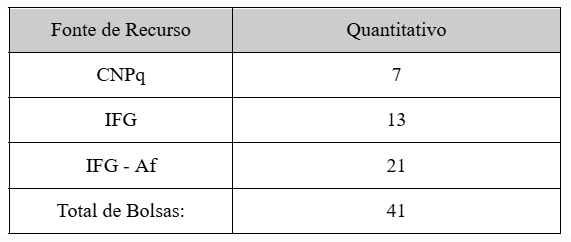 Fonte de Recurso Quantitativo
CNPq 7
IFG 13
IFG - Af 21
Total de Bolsas: 41